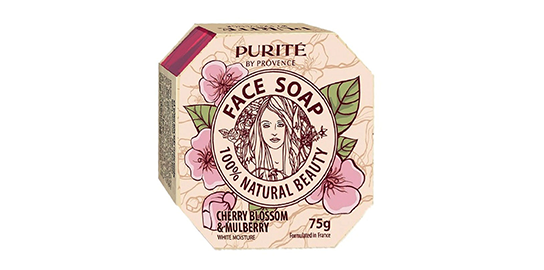 PURITÉ
BY PROVENCE
FACE SOAP
100% NATURAL BEAUTY
CHERRY BLOSSOM
& MULBERRY
WHITE MOISTURE
75g
Formulated in France